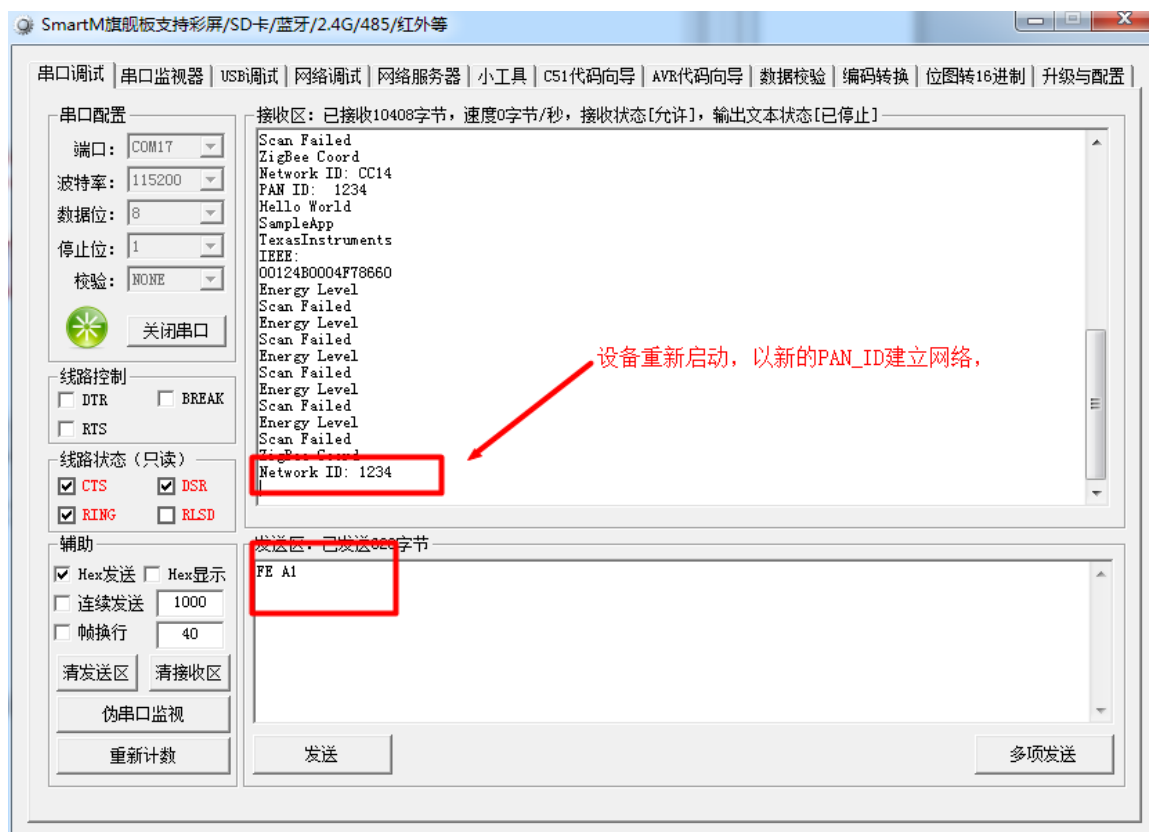 SmartM旗舰板支持彩屏/SD卡/蓝牙/2.4G/485/红外等
串口调试 串口监视器 USB调试 网络调试 网络服务器 小工具 C51代码向导 AVR代码向导 数据校验 编码转换 位图转16进制 升级与配置
串口配置
端口: COM17
波特率: 115200
数据位: 8
停止位: 1
校验: NONE
关闭串口
线路控制
DTR BREAK
RTS
线路状态（只读）
CTS DSR
RING RLSD
辅助
Hex发送 Hex显示
连续发送 1000
帧换行 40
清发送区 清接收区
伪串口监视
重新计数
接收区：已接收10408字节，速度0字节/秒，接收状态[允许]，输出文本状态[已停止]
Scan Failed
ZigBee Coord
Network ID: CC14
PAN ID: 1234
Hello World
SampleApp
TexasInstruments
IEEE:
00124B0004F78660
Energy Level
Scan Failed
Energy Level
Scan Failed
Energy Level
Scan Failed
Energy Level
Scan Failed
Energy Level
Scan Failed
ZigBee Coord
Network ID: 1234
设备重新启动，以新的PAN_ID建立网络，
发送区：已发送字节
FE A1
发送 多项发送